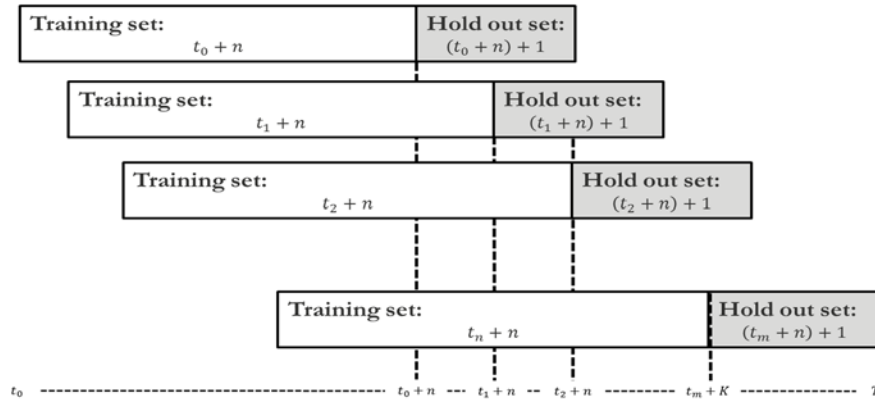 Training set:
t₀ + n
Hold out set:
(t₀ + n) + 1
Training set:
t₁ + n
Hold out set:
(t₁ + n) + 1
Training set:
t₂ + n
Hold out set:
(t₂ + n) + 1
Training set:
tₙ + n
Hold out set:
(tₘ + n) + 1
t₀ t₀ + n t₁ + n t₂ + n tₘ + K T